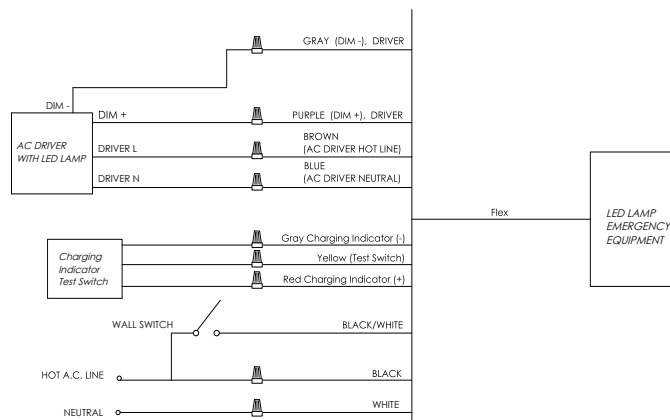 GRAY (DIM -), DRIVER
DIM -
DIM +
PURPLE (DIM +), DRIVER
AC DRIVER
WITH LED LAMP
DRIVER L
BROWN
(AC DRIVER HOT LINE)
DRIVER N
BLUE
(AC DRIVER NEUTRAL)
Flex
LED LAMP
EMERGENCY
EQUIPMENT
Charging
Indicator
Test Switch
Gray Charging Indicator (-)
Yellow (Test Switch)
Red Charging Indicator (+)
WALL SWITCH
BLACK/WHITE
HOT A.C. LINE
BLACK
NEUTRAL
WHITE